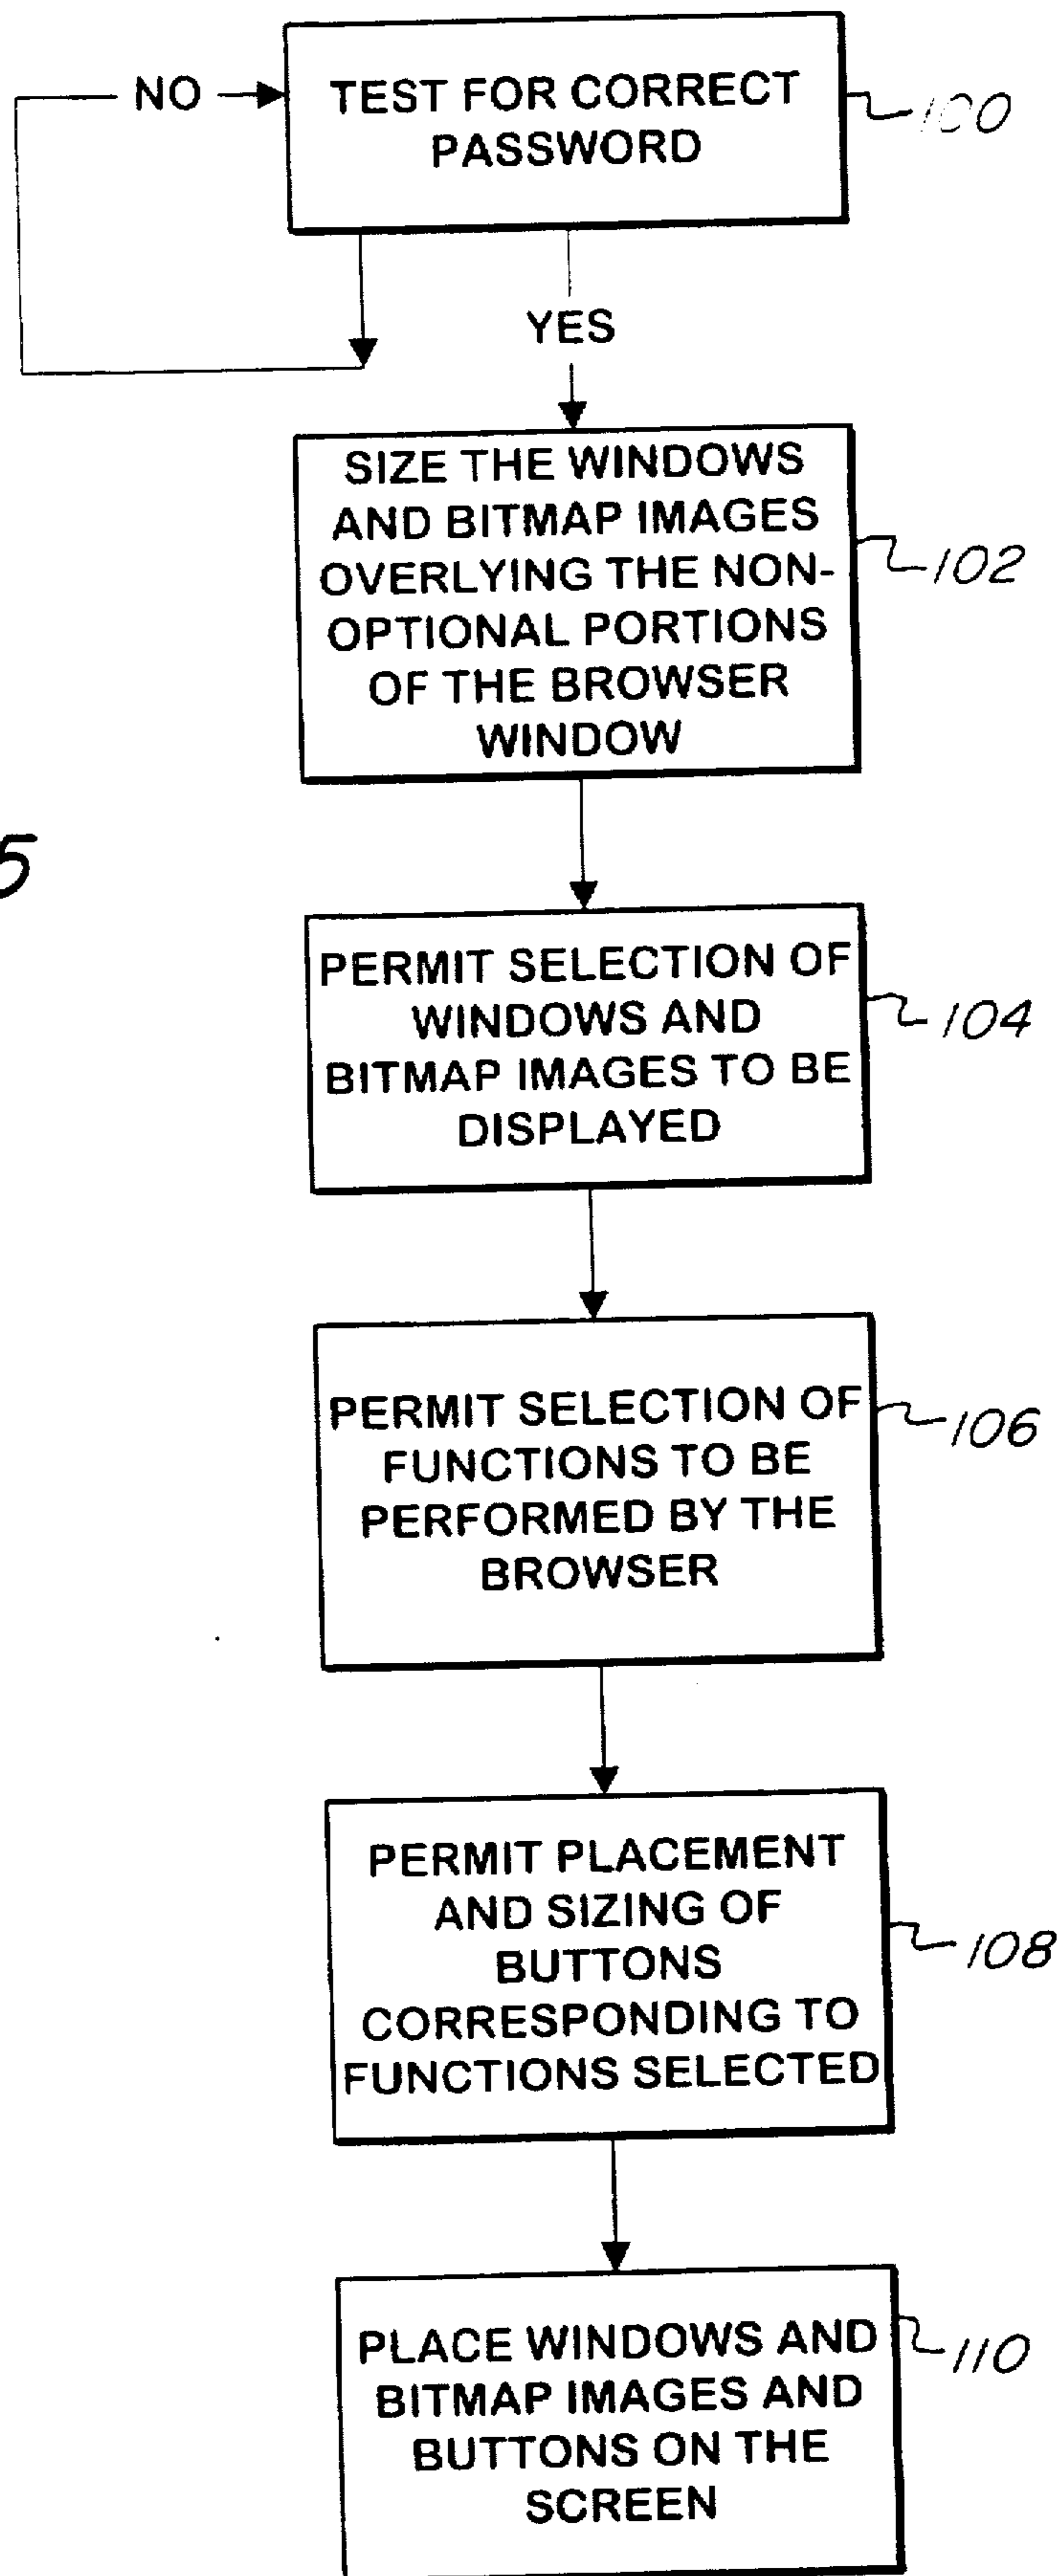 NO
TEST FOR CORRECT
PASSWORD
100
YES
SIZE THE WINDOWS
AND BITMAP IMAGES
OVERLYING THE NON-
OPTIONAL PORTIONS
OF THE BROWSER
WINDOW
102
5
PERMIT SELECTION OF
WINDOWS AND
BITMAP IMAGES TO BE
DISPLAYED
104
PERMIT SELECTION OF
FUNCTIONS TO BE
PERFORMED BY THE
BROWSER
106
PERMIT PLACEMENT
AND SIZING OF
BUTTONS
CORRESPONDING TO
FUNCTIONS SELECTED
108
PLACE WINDOWS AND
BITMAP IMAGES AND
BUTTONS ON THE
SCREEN
110